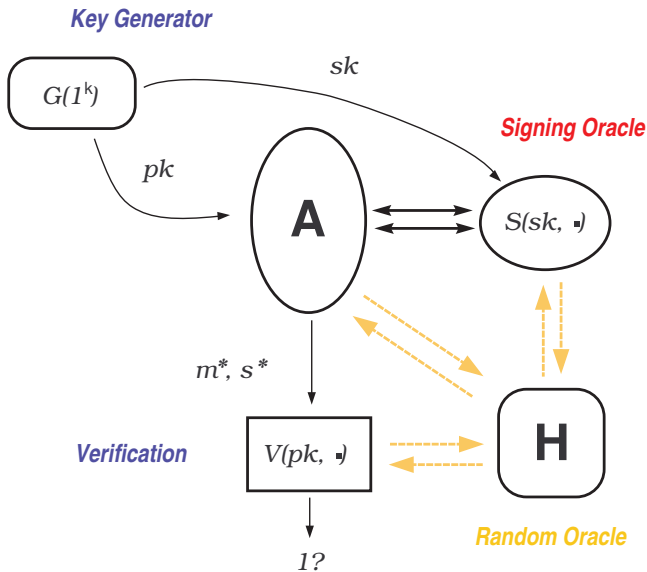 Key Generator
sk
G(1^k)
Signing Oracle
pk
A
S(sk, ▪)
m*, s*
H
Verification
V(pk, ▪)
Random Oracle
1?